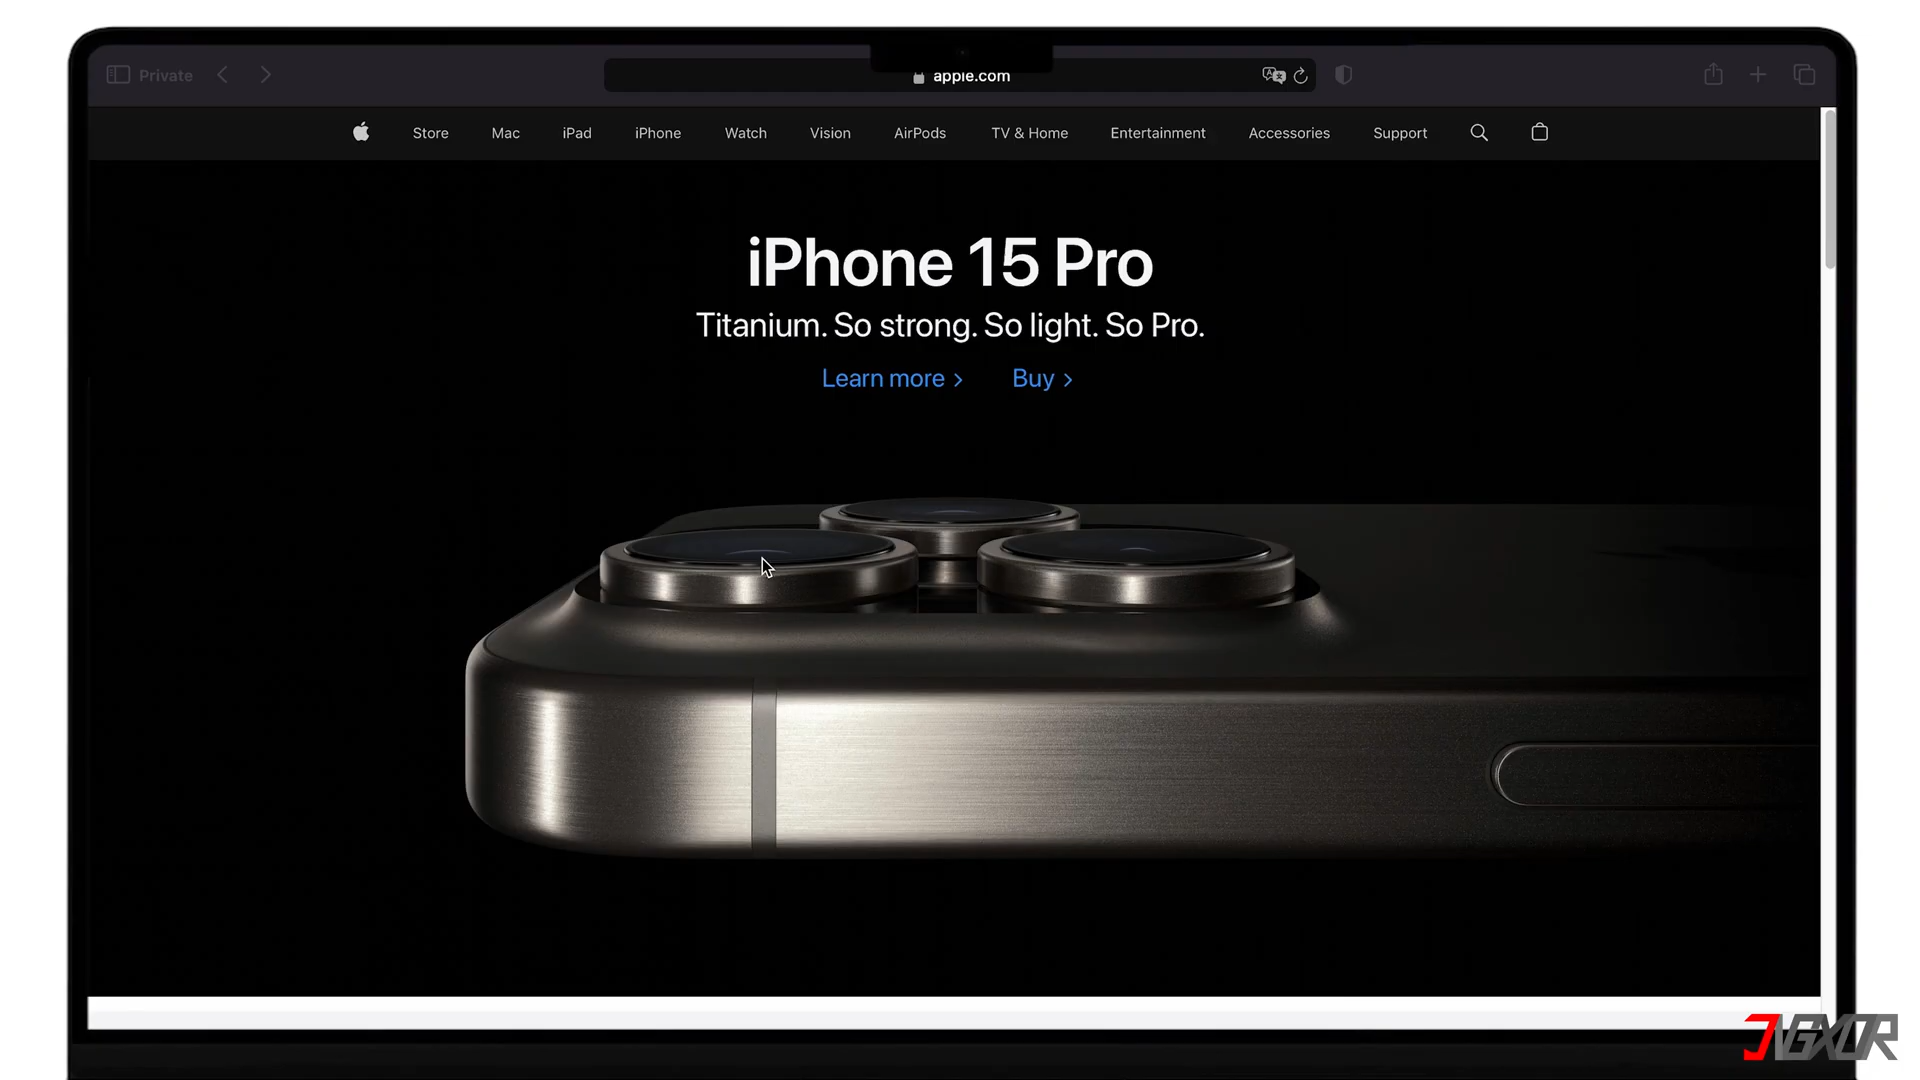 Private
apple.com
Store Mac iPad iPhone Watch Vision AirPods TV & Home Entertainment Accessories Support
iPhone 15 Pro
Titanium. So strong. So light. So Pro.
Learn more > Buy >
JVGXOR